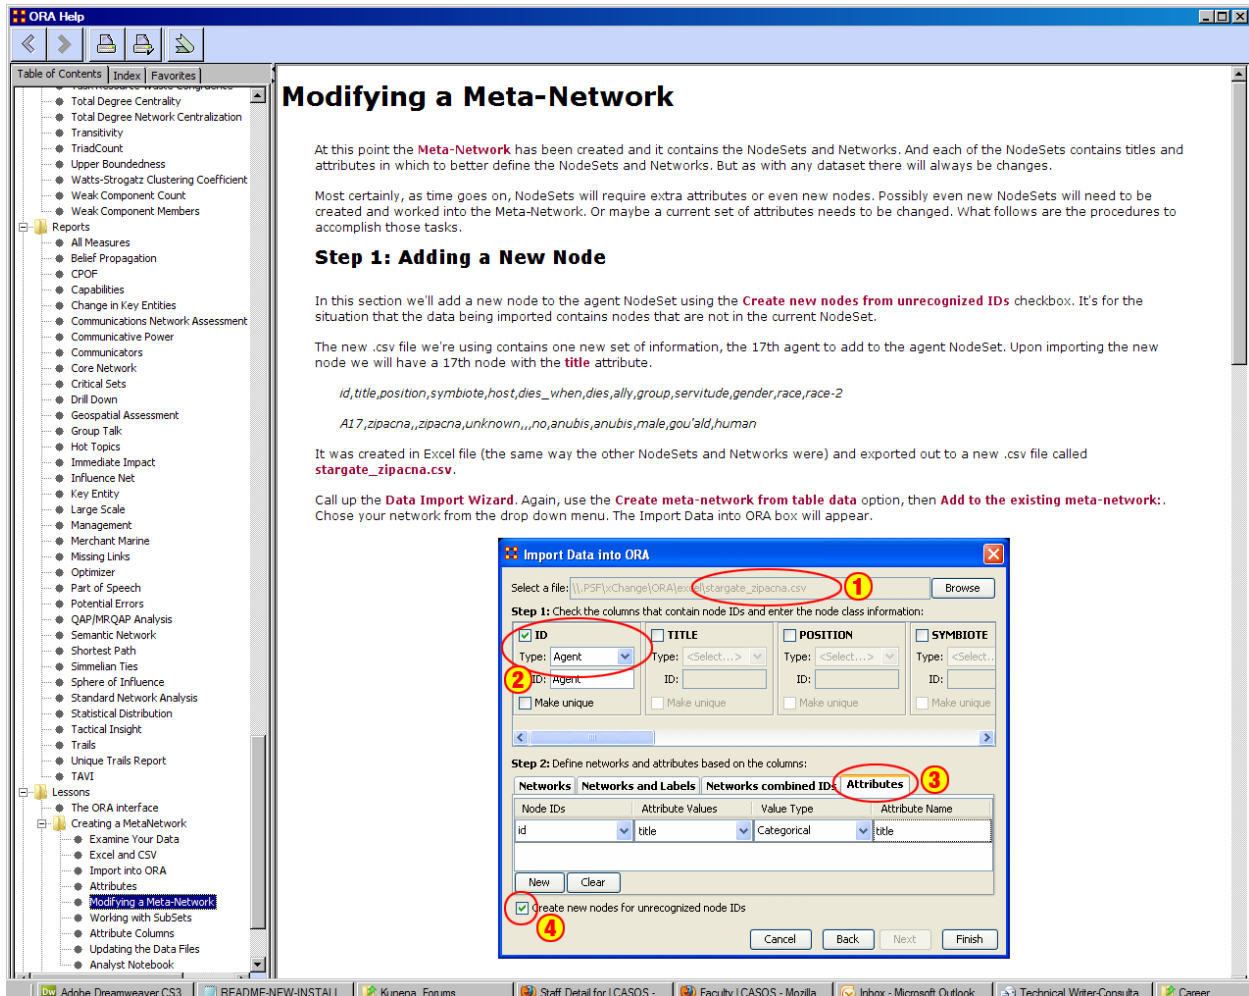 ORA Help
Table of Contents Index Favorites
Task Resource Waste Congruence
Total Degree Centrality
Total Degree Network Centralization
Transitivity
TriadCount
Upper Boundedness
Watts-Strogatz Clustering Coefficient
Weak Component Count
Weak Component Members
Reports
All Measures
Belief Propagation
CPOF
Capabilities
Change in Key Entities
Communications Network Assessment
Communicative Power
Communicators
Core Network
Critical Sets
Drill Down
Geospatial Assessment
Group Talk
Hot Topics
Immediate Impact
Influence Net
Key Entity
Large Scale
Management
Merchant Marine
Missing Links
Optimizer
Part of Speech
Potential Errors
QAP/MRQAP Analysis
Semantic Network
Shortest Path
Simmelian Ties
Sphere of Influence
Standard Network Analysis
Statistical Distribution
Tactical Insight
Trails
Unique Trails Report
TAVI
Lessons
The ORA interface
Creating a MetaNetwork
Examine Your Data
Excel and CSV
Import into ORA
Attributes
Modifying a Meta-Network
Working with SubSets
Attribute Columns
Updating the Data Files
Analyst Notebook
Modifying a Meta-Network
At this point the Meta-Network has been created and it contains the NodeSets and Networks. And each of the NodeSets contains titles and
attributes in which to better define the NodeSets and Networks. But as with any dataset there will always be changes.
Most certainly, as time goes on, NodeSets will require extra attributes or even new nodes. Possibly even new NodeSets will need to be
created and worked into the Meta-Network. Or maybe a current set of attributes needs to be changed. What follows are the procedures to
accomplish those tasks.
Step 1: Adding a New Node
In this section we'll add a new node to the agent NodeSet using the Create new nodes from unrecognized IDs checkbox. It's for the
situation that the data being imported contains nodes that are not in the current NodeSet.
The new .csv file we're using contains one new set of information, the 17th agent to add to the agent NodeSet. Upon importing the new
node we will have a 17th node with the title attribute.
id,title,position,symbiote,host,dies_when,dies,ally,group,servitude,gender,race,race-2
A17,zipacna,,zipacna,unknown,,,no,anubis,anubis,male,gou'ald,human
It was created in Excel file (the same way the other NodeSets and Networks were) and exported out to a new .csv file called
stargate_zipacna.csv.
Call up the Data Import Wizard. Again, use the Create meta-network from table data option, then Add to the existing meta-network:.
Chose your network from the drop down menu. The Import Data into ORA box will appear.
Import Data into ORA
Select a file: \\.PSF\xChange\ORA\excel\stargate_zipacna.csv 1 Browse
Step 1: Check the columns that contain node IDs and enter the node class information:
ID TITLE POSITION SYMBIOTE
Type: Agent Type: <Select...> Type: <Select...> Type: <Select..
2 ID: Agent ID: ID: ID:
Make unique Make unique Make unique Make unique
Step 2: Define networks and attributes based on the columns:
Networks Networks and Labels Networks combined IDs Attributes 3
Node IDs Attribute Values Value Type Attribute Name
id title Categorical title
New Clear
Create new nodes for unrecognized node IDs
4
Cancel Back Next Finish
Dw Adobe Dreamweaver CS3 README-NEW-INSTALL Kunena Forums Staff Detail for | CASOS - Faculty | CASOS - Mozilla Inbox - Microsoft Outlook Technical Writer-Consulta Career